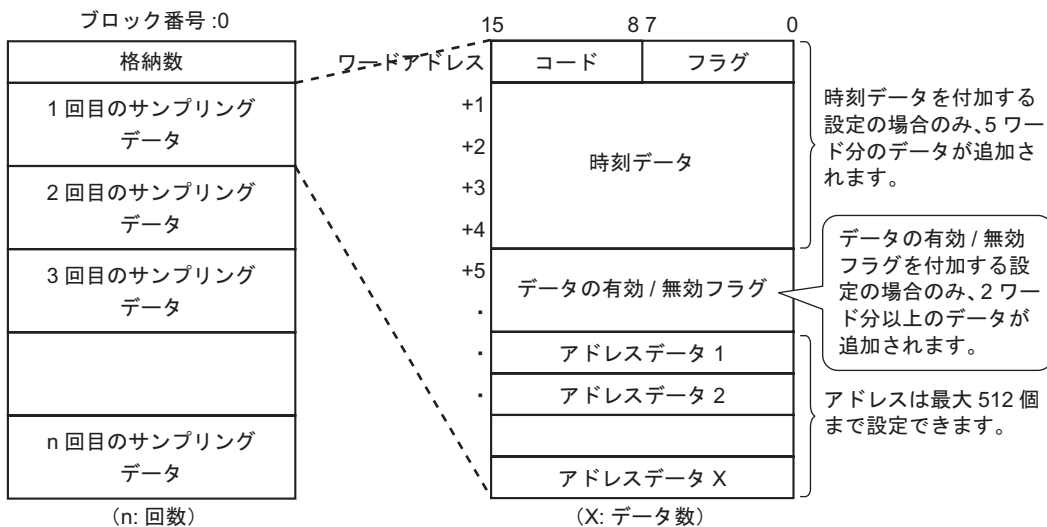 ブロック番号 :0
格納数
1 回目のサンプリング
データ
2 回目のサンプリング
データ
3 回目のサンプリング
データ
n 回目のサンプリング
データ
（n: 回数）
15
8 7
0
ワードアドレス
コード
フラグ
+1
+2
時刻データ
+3
+4
+5
データの有効 / 無効フラグ
アドレスデータ 1
アドレスデータ 2
アドレスデータ X
（X: データ数）
時刻データを付加する
設定の場合のみ、5 ワー
ド分のデータが追加さ
れます。
データの有効 / 無効
フラグを付加する設
定の場合のみ、2 ワー
ド分以上のデータが
追加されます。
アドレスは最大 512 個
まで設定できます。